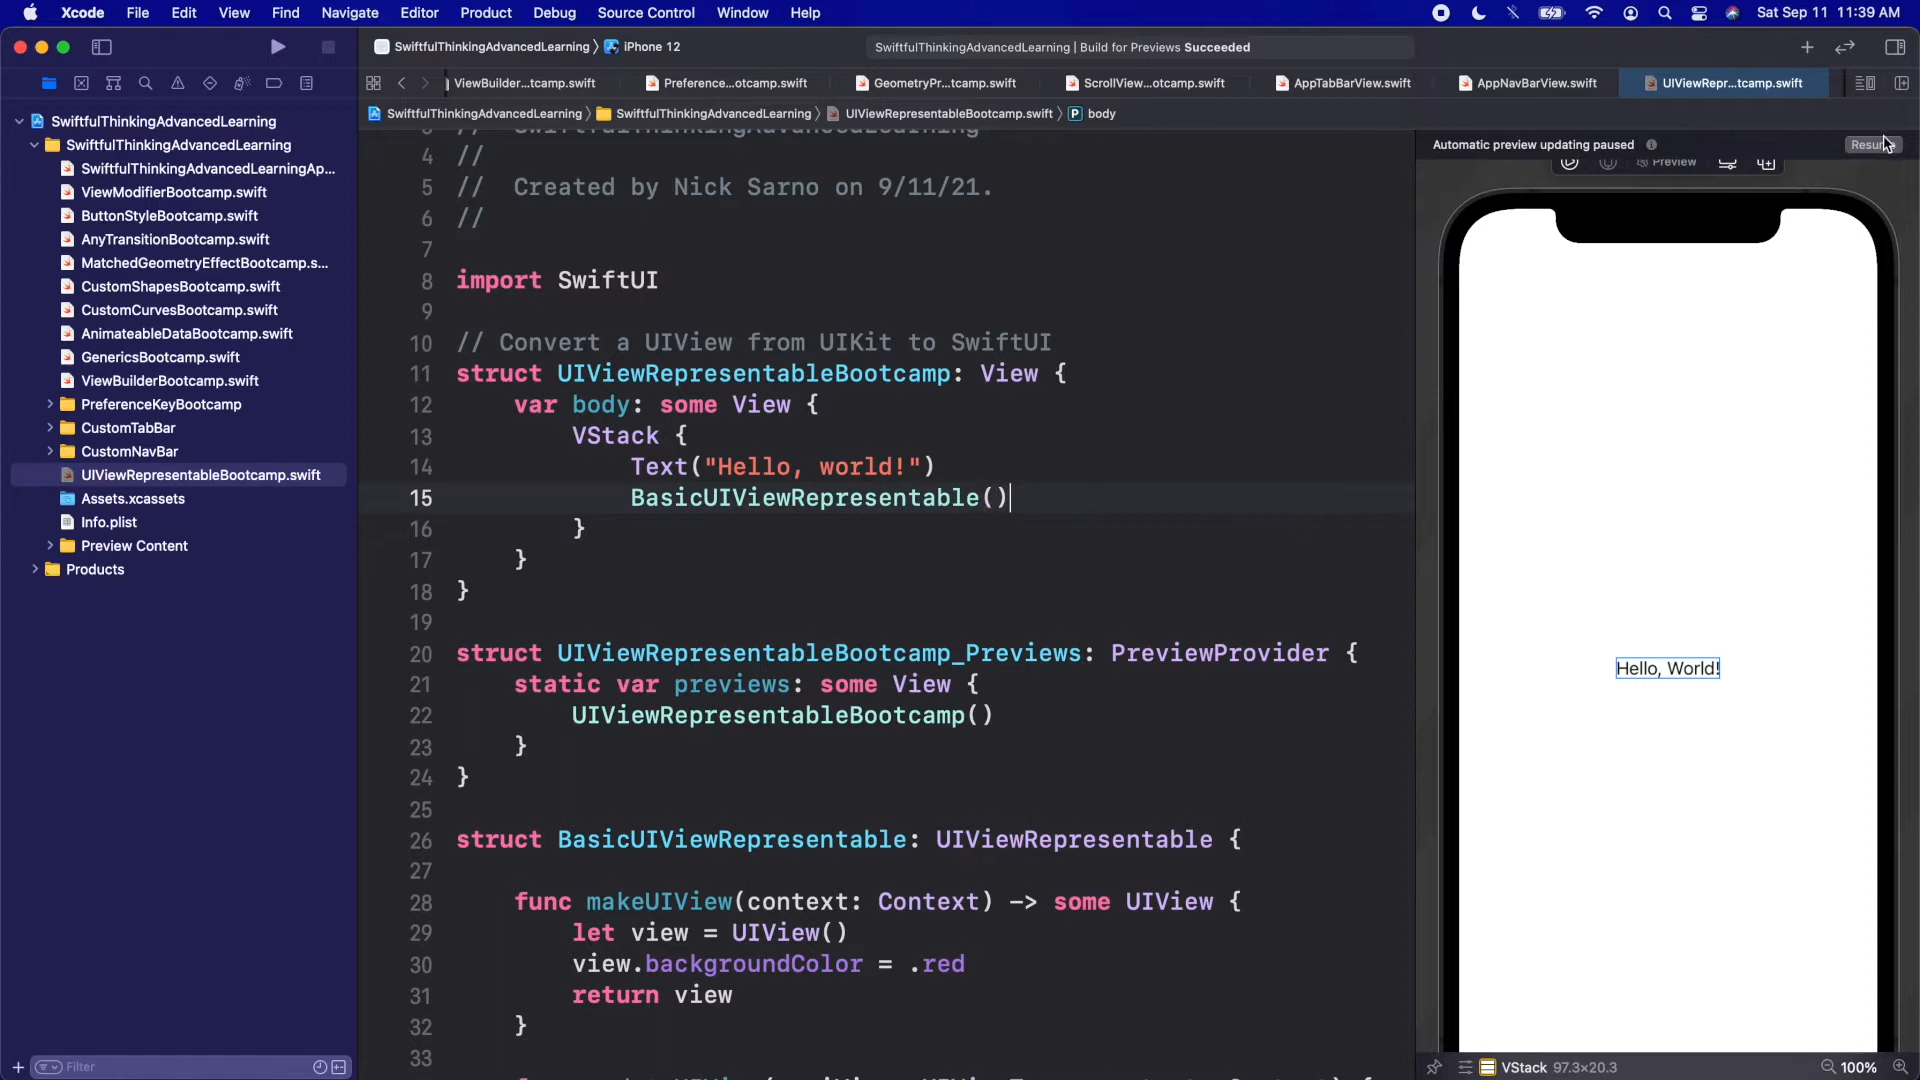 Xcode File Edit View Find Navigate Editor Product Debug Source Control Window Help Sat Sep 11 11:39 AM
SwiftfulThinkingAdvancedLearning iPhone 12 SwiftfulThinkingAdvancedLearning | Build for Previews Succeeded
ViewBuilder...tcamp.swift Preference...otcamp.swift GeometryPr...tcamp.swift ScrollView...otcamp.swift AppTabBarView.swift AppNavBarView.swift UIViewRepr...tcamp.swift
SwiftfulThinkingAdvancedLearning SwiftfulThinkingAdvancedLearning UIViewRepresentableBootcamp.swift P body
SwiftfulThinkingAdvancedLearning
SwiftfulThinkingAdvancedLearning
SwiftfulThinkingAdvancedLearningAp...
ViewModifierBootcamp.swift
ButtonStyleBootcamp.swift
AnyTransitionBootcamp.swift
MatchedGeometryEffectBootcamp.s...
CustomShapesBootcamp.swift
CustomCurvesBootcamp.swift
AnimateableDataBootcamp.swift
GenericsBootcamp.swift
ViewBuilderBootcamp.swift
PreferenceKeyBootcamp
CustomTabBar
CustomNavBar
UIViewRepresentableBootcamp.swift
Assets.xcassets
Info.plist
Preview Content
Products
Filter
4 //
5 // Created by Nick Sarno on 9/11/21.
6 //
7
8 import SwiftUI
9
10 // Convert a UIView from UIKit to SwiftUI
11 struct UIViewRepresentableBootcamp: View {
12 var body: some View {
13 VStack {
14 Text("Hello, world!")
15 BasicUIViewRepresentable()
16 }
17 }
18 }
19
20 struct UIViewRepresentableBootcamp_Previews: PreviewProvider {
21 static var previews: some View {
22 UIViewRepresentableBootcamp()
23 }
24 }
25
26 struct BasicUIViewRepresentable: UIViewRepresentable {
27
28 func makeUIView(context: Context) -> some UIView {
29 let view = UIView()
30 view.backgroundColor = .red
31 return view
32 }
33
Automatic preview updating paused
Preview
Hello, World!
VStack 97.3×20.3 100%